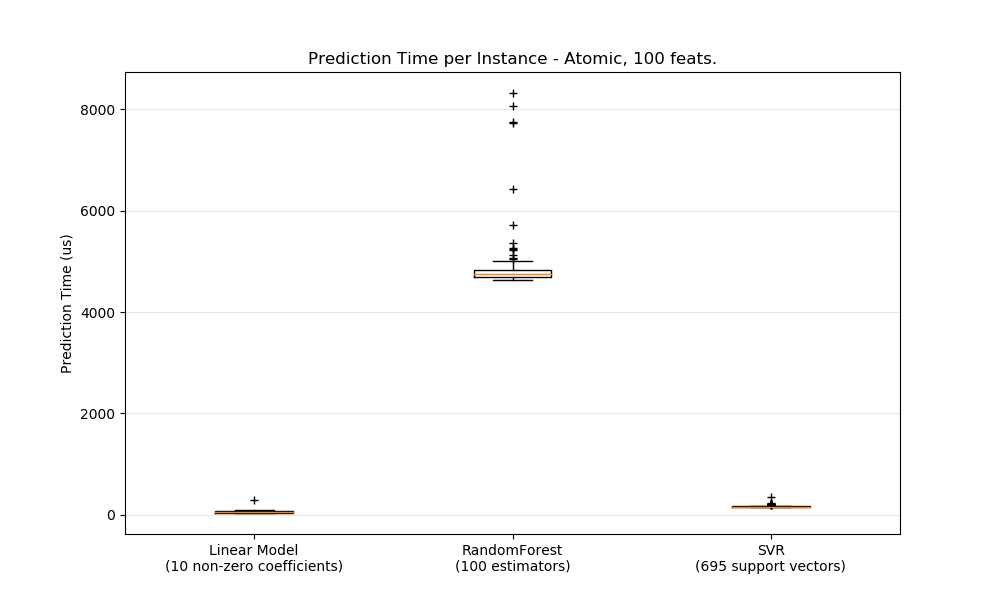 Prediction Time per Instance - Atomic, 100 feats.
Prediction Time (us)
8000
6000
4000
2000
0
Linear Model
(10 non-zero coefficients)
RandomForest
(100 estimators)
SVR
(695 support vectors)